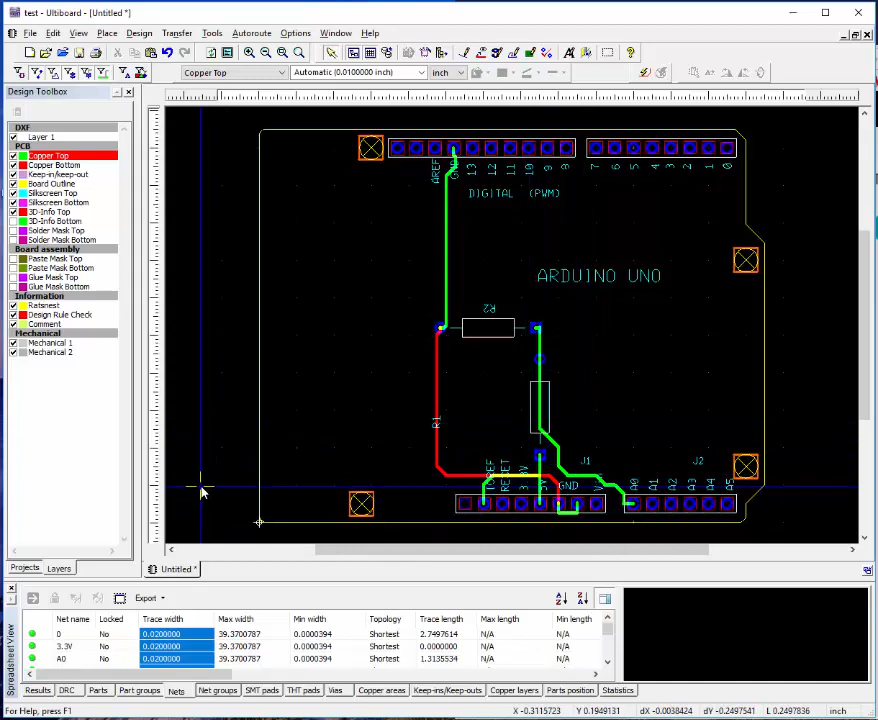 test - Ultiboard - [Untitled *]
File Edit View Place Design Transfer Tools Autoroute Options Window Help
Copper Top Automatic (0.0100000 inch) inch
Design Toolbox
DXF
Layer 1
PCB
Copper Top
Copper Bottom
Keep-in/keep-out
Board Outline
Silkscreen Top
Silkscreen Bottom
3D-Info Top
3D-Info Bottom
Solder Mask Top
Solder Mask Bottom
Board assembly
Paste Mask Top
Paste Mask Bottom
Glue Mask Top
Glue Mask Bottom
Information
Ratsnest
Design Rule Check
Comment
Mechanical
Mechanical 1
Mechanical 2
Projects Layers
AREF GND 13 12 11 10 9 8 7 6 5 4 3 2 1 0
DIGITAL (PWM)
ARDUINO UNO
R2
R1
J1 J2
RESET 5V GND A0 A1 A2 A3 A4 A5
Untitled *
Export
Net name Locked Trace width Max width Min width Topology Trace length Max length Min length
0 No 0.0200000 39.3700787 0.0000394 Shortest 2.7497614 N/A N/A
3.3V No 0.0200000 39.3700787 0.0000394 Shortest 0.0000000 N/A N/A
A0 No 0.0200000 39.3700787 0.0000394 Shortest 1.3135534 N/A N/A
Spreadsheet View
Results DRC Parts Part groups Nets Net groups SMT pads THT pads Vias Copper areas Keep-ins/Keep-outs Copper layers Parts position Statistics
For Help, press F1 X -0.3115723 Y 0.1949131 dX -0.0038424 dY -0.2497541 L 0.2497836 inch